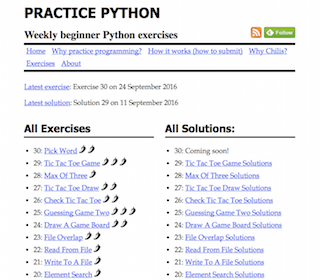 PRACTICE PYTHON
Weekly beginner Python exercises
Follow
Home Why practice programming? How it works (how to submit) Why Chilis?
Exercises About
Latest exercise: Exercise 30 on 24 September 2016
Latest solution: Solution 29 on 11 September 2016
All Exercises
30: Pick Word
29: Tic Tac Toe Game
28: Max Of Three
27: Tic Tac Toe Draw
26: Check Tic Tac Toe
25: Guessing Game Two
24: Draw A Game Board
23: File Overlap
22: Read From File
21: Write To A File
20: Element Search
All Solutions:
30: Coming soon!
29: Tic Tac Toe Game Solutions
28: Max Of Three Solutions
27: Tic Tac Toe Draw Solutions
26: Check Tic Tac Toe Solutions
25: Guessing Game Two Solutions
24: Draw A Game Board Solutions
23: File Overlap Solutions
22: Read From File Solutions
21: Write To A File Solutions
20: Element Search Solutions